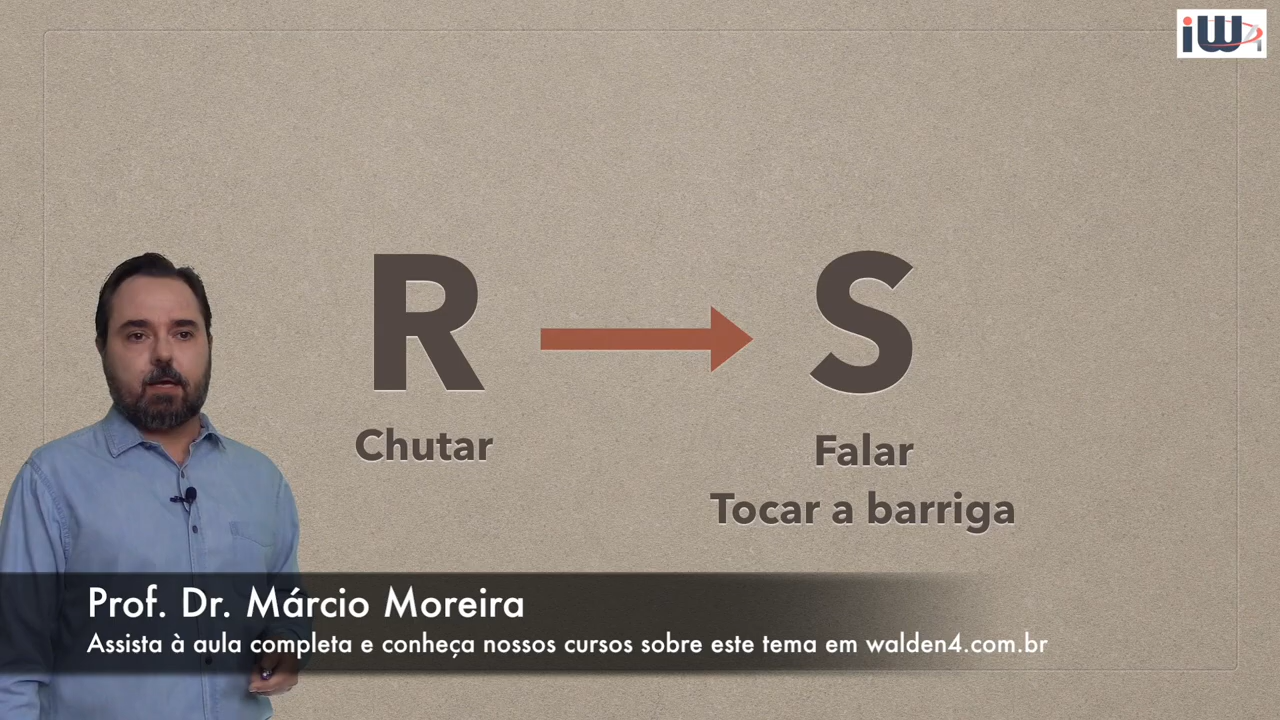 iW4
R
S
Chutar
Falar
Tocar a barriga
Prof. Dr. Márcio Moreira
Assista à aula completa e conheça nossos cursos sobre este tema em walden4.com.br